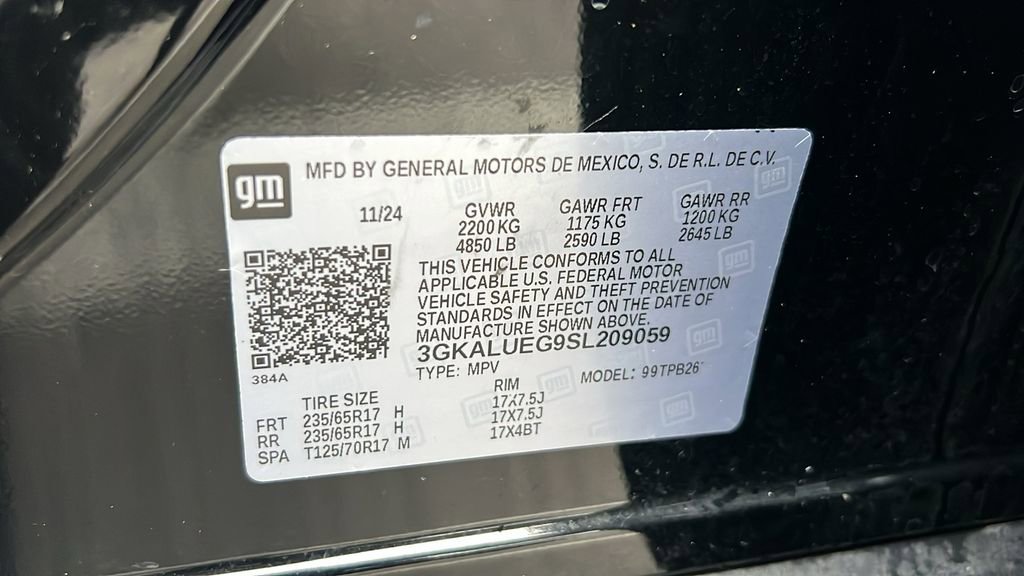 gm
MFD BY GENERAL MOTORS DE MEXICO, S. DE R.L. DE C.V.
11/24
GVWR
2200 KG
4850 LB
GAWR FRT
1175 KG
2590 LB
GAWR RR
1200 KG
2645 LB
THIS VEHICLE CONFORMS TO ALL
APPLICABLE U.S. FEDERAL MOTOR
VEHICLE SAFETY AND THEFT PREVENTION
STANDARDS IN EFFECT ON THE DATE OF
MANUFACTURE SHOWN ABOVE.
3GKALUEG9SL209059
TYPE: MPV
MODEL:
384A
TIRE SIZE RIM
FRT 235/65R17 H 17X7.5J
RR 235/65R17 H 17X7.5J
SPA T125/70R17 M 17X4BT